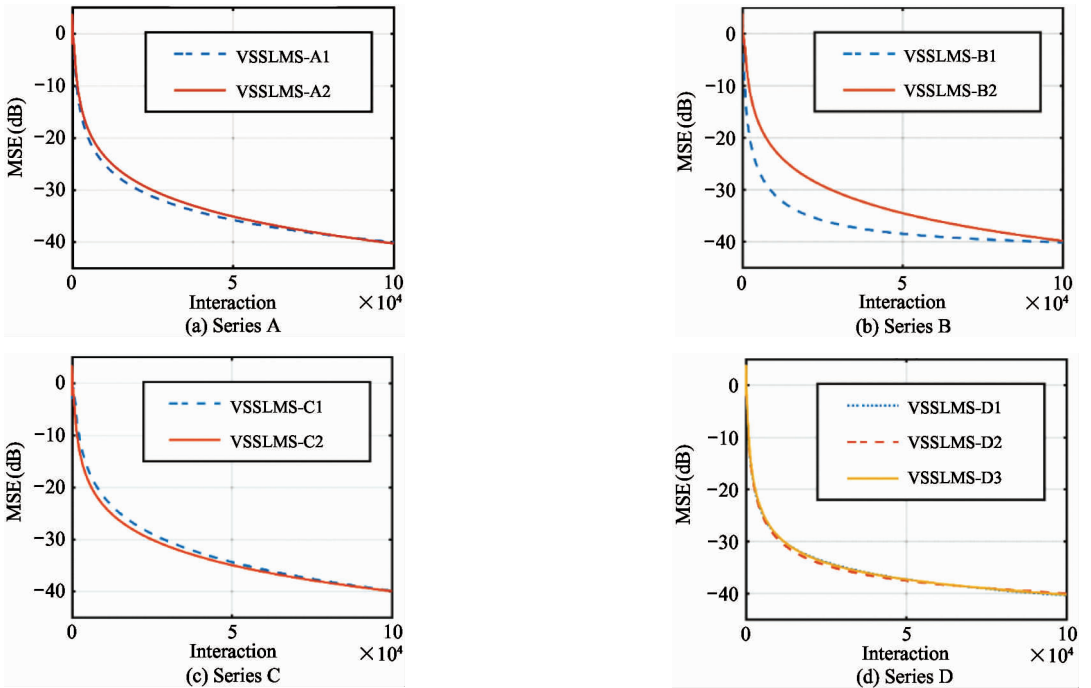 0
-10
-20
-30
-40
MSE(dB)
VSSLMS-A1
VSSLMS-A2
0
5
10
Interaction
×10⁴
(a) Series A
0
-10
-20
-30
-40
MSE(dB)
VSSLMS-B1
VSSLMS-B2
0
5
10
Interaction
×10⁴
(b) Series B
0
-10
-20
-30
-40
MSE(dB)
VSSLMS-C1
VSSLMS-C2
0
5
10
Interaction
×10⁴
(c) Series C
0
-10
-20
-30
-40
MSE(dB)
VSSLMS-D1
VSSLMS-D2
VSSLMS-D3
0
5
10
Interaction
×10⁴
(d) Series D